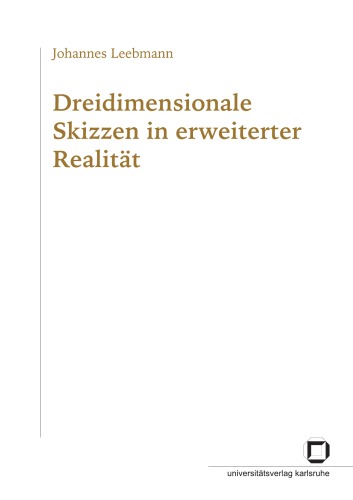 Johannes Leebmann
Dreidimensionale
Skizzen in erweiterter
Realität
universitätsverlag karlsruhe